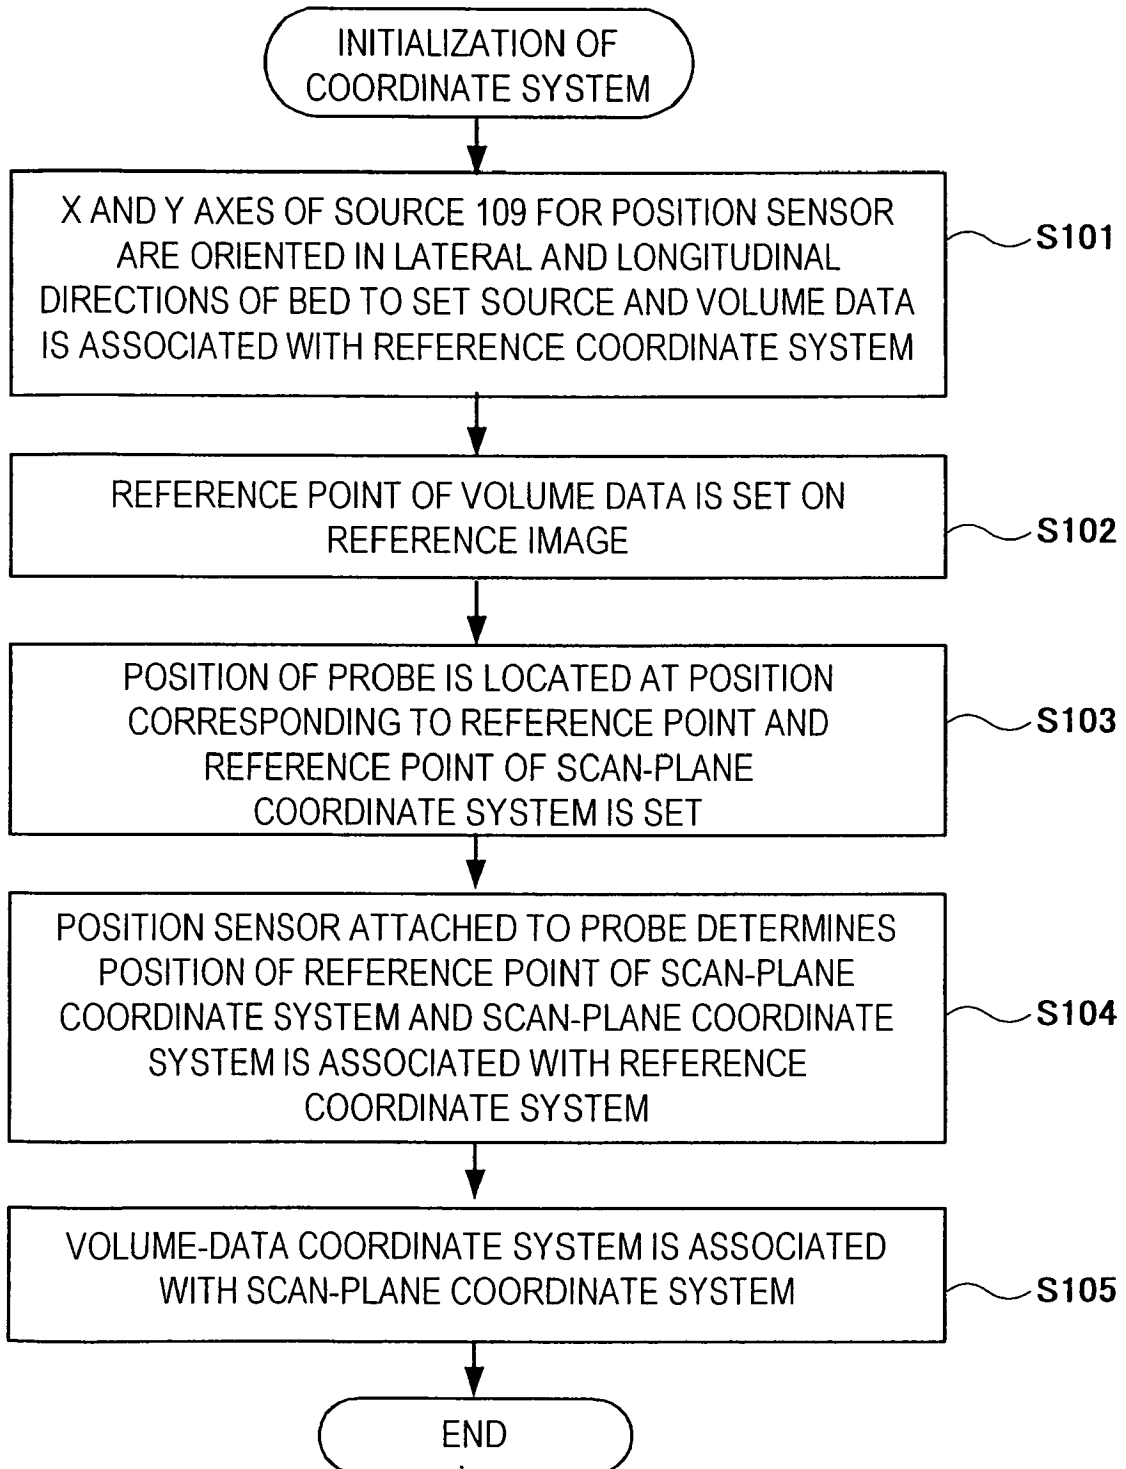 INITIALIZATION OF
COORDINATE SYSTEM
X AND Y AXES OF SOURCE 109 FOR POSITION SENSOR
ARE ORIENTED IN LATERAL AND LONGITUDINAL
DIRECTIONS OF BED TO SET SOURCE AND VOLUME DATA
IS ASSOCIATED WITH REFERENCE COORDINATE SYSTEM
S101
REFERENCE POINT OF VOLUME DATA IS SET ON
REFERENCE IMAGE
S102
POSITION OF PROBE IS LOCATED AT POSITION
CORRESPONDING TO REFERENCE POINT AND
REFERENCE POINT OF SCAN-PLANE
COORDINATE SYSTEM IS SET
S103
POSITION SENSOR ATTACHED TO PROBE DETERMINES
POSITION OF REFERENCE POINT OF SCAN-PLANE
COORDINATE SYSTEM AND SCAN-PLANE COORDINATE
SYSTEM IS ASSOCIATED WITH REFERENCE
COORDINATE SYSTEM
S104
VOLUME-DATA COORDINATE SYSTEM IS ASSOCIATED
WITH SCAN-PLANE COORDINATE SYSTEM
S105
END